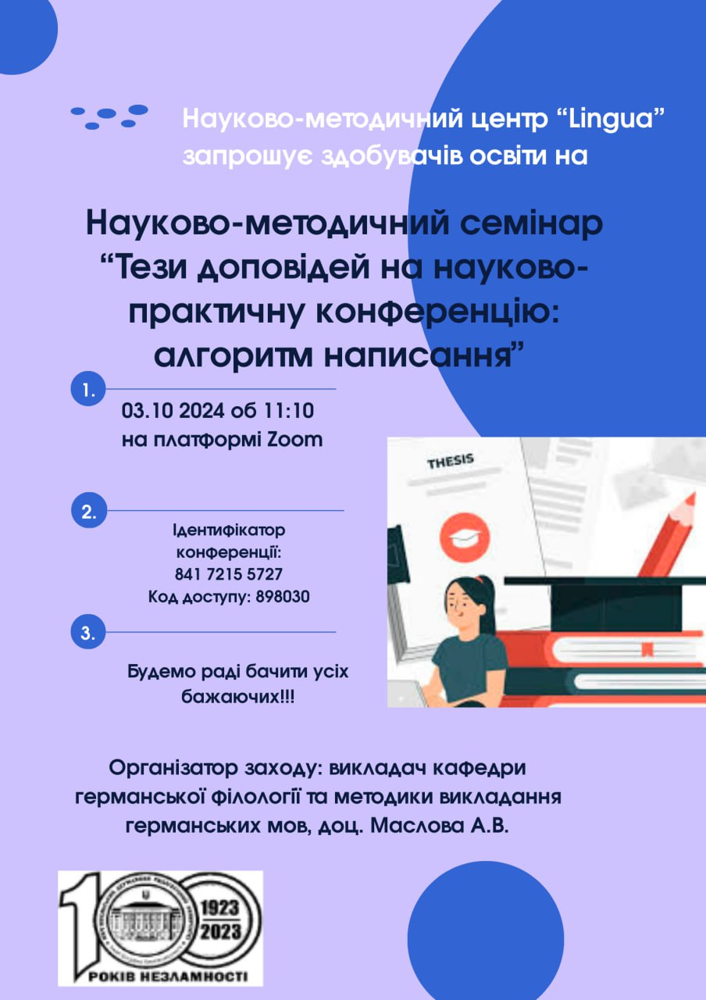 Науково-методичний центр “Lingua”
запрошує здобувачів освіти на
Науково-методичний семінар
“Тези доповідей на науково-
практичну конференцію:
алгоритм написання”
1.
03.10 2024 об 11:10
на платформі Zoom
THESIS
2.
Ідентифікатор
конференції:
841 7215 5727
Код доступу: 898030
3.
Будемо раді бачити усіх
бажаючих!!!
Організатор заходу: викладач кафедри
германської філології та методики викладання
германських мов, доц. Маслова А.В.
100
1923
2023
РОКІВ НЕЗЛАМНОСТІ